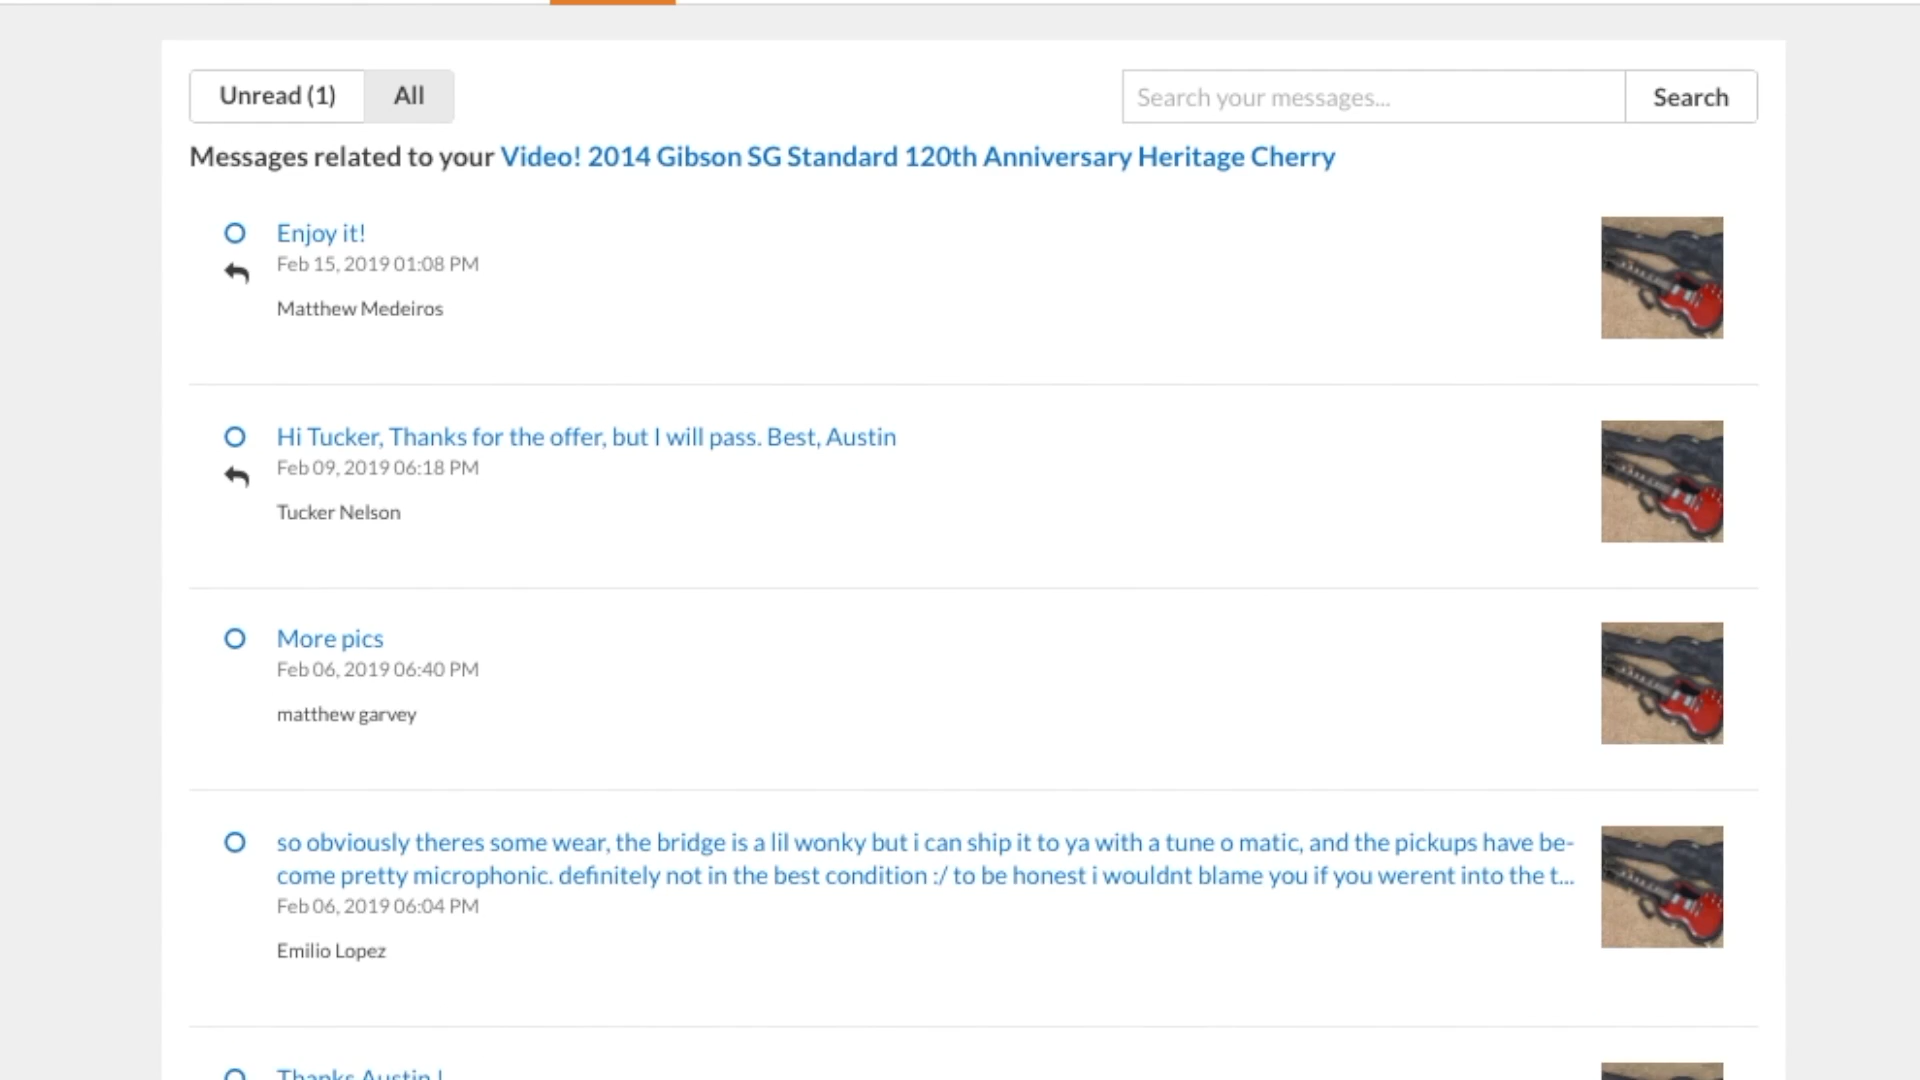 Unread (1) All Search your messages... Search
Messages related to your Video! 2014 Gibson SG Standard 120th Anniversary Heritage Cherry
Enjoy it!
Feb 15, 2019 01:08 PM
Matthew Medeiros
Hi Tucker, Thanks for the offer, but I will pass. Best, Austin
Feb 09, 2019 06:18 PM
Tucker Nelson
More pics
Feb 06, 2019 06:40 PM
matthew garvey
so obviously theres some wear, the bridge is a lil wonky but i can ship it to ya with a tune o matic, and the pickups have be-
come pretty microphonic. definitely not in the best condition :/ to be honest i wouldnt blame you if you werent into the t...
Feb 06, 2019 06:04 PM
Emilio Lopez
Thanks Austin !